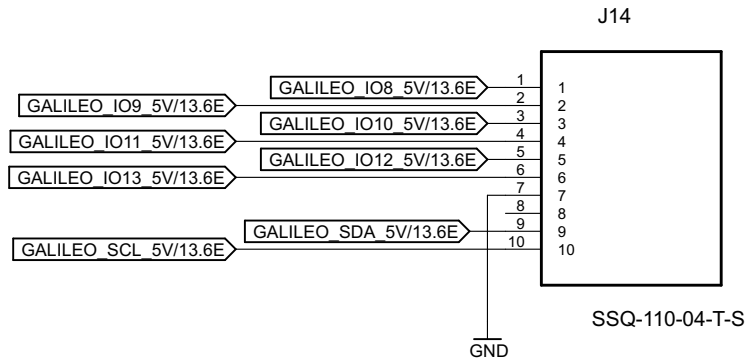 J14
GALILEO_IO8_5V/13.6E 1 1
GALILEO_IO9_5V/13.6E 2 2
GALILEO_IO10_5V/13.6E 3 3
GALILEO_IO11_5V/13.6E 4 4
GALILEO_IO12_5V/13.6E 5 5
GALILEO_IO13_5V/13.6E 6 6
7 7
8 8
GALILEO_SDA_5V/13.6E 9 9
GALILEO_SCL_5V/13.6E 10 10
SSQ-110-04-T-S
GND